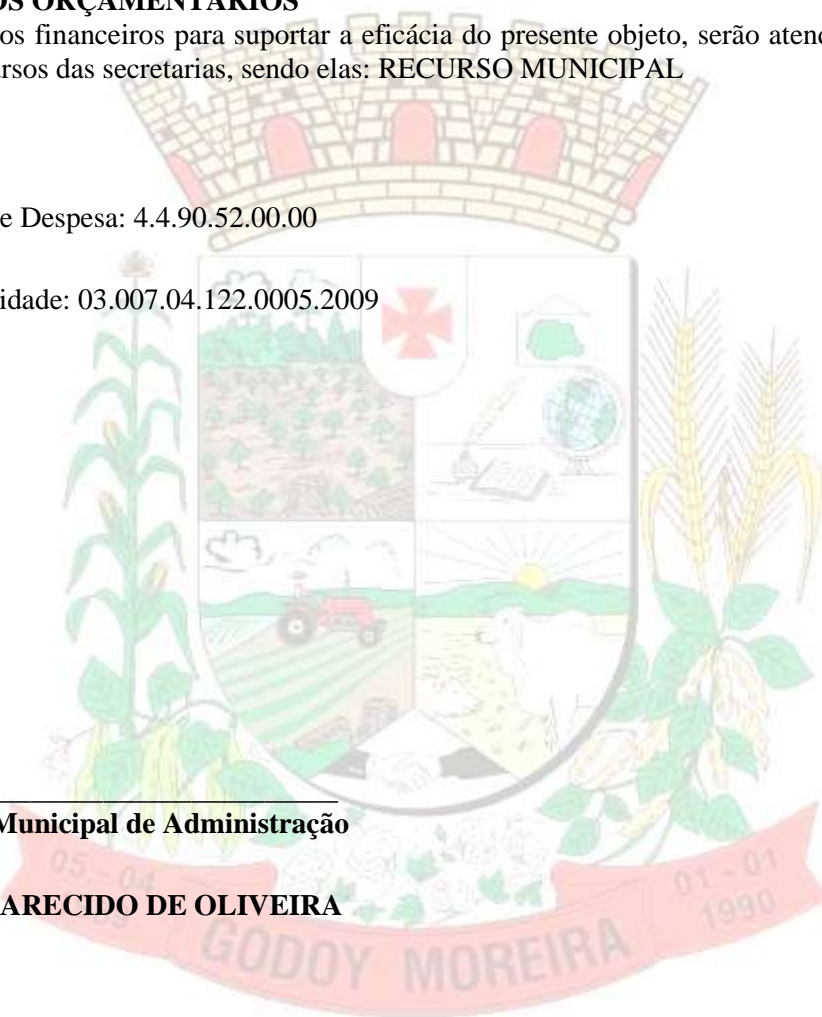 OS ORÇAMENTÁRIOS
os financeiros para suportar a eficácia do presente objeto, serão atend
ursos das secretarias, sendo elas: RECURSO MUNICIPAL
e Despesa: 4.4.90.52.00.00
idade: 03.007.04.122.0005.2009
Municipal de Administração
ARECIDO DE OLIVEIRA
05 - 04
01 - 01
1990
GODOY MOREIRA